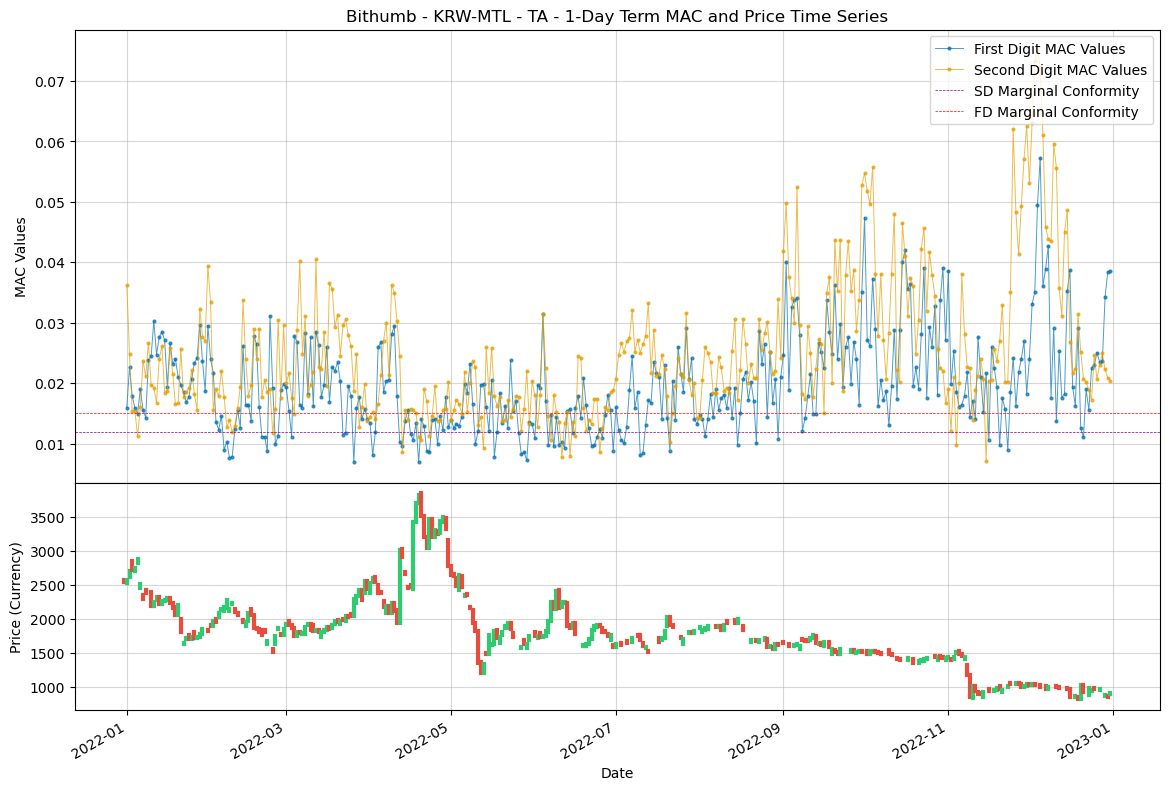 Bithumb - KRW-MTL - TA - 1-Day Term MAC and Price Time Series
First Digit MAC Values
Second Digit MAC Values
SD Marginal Conformity
FD Marginal Conformity
MAC Values
0.07
0.06
0.05
0.04
0.03
0.02
0.01
Price (Currency)
3500
3000
2500
2000
1500
1000
2022-01
2022-03
2022-05
2022-07
2022-09
2022-11
2023-01
Date